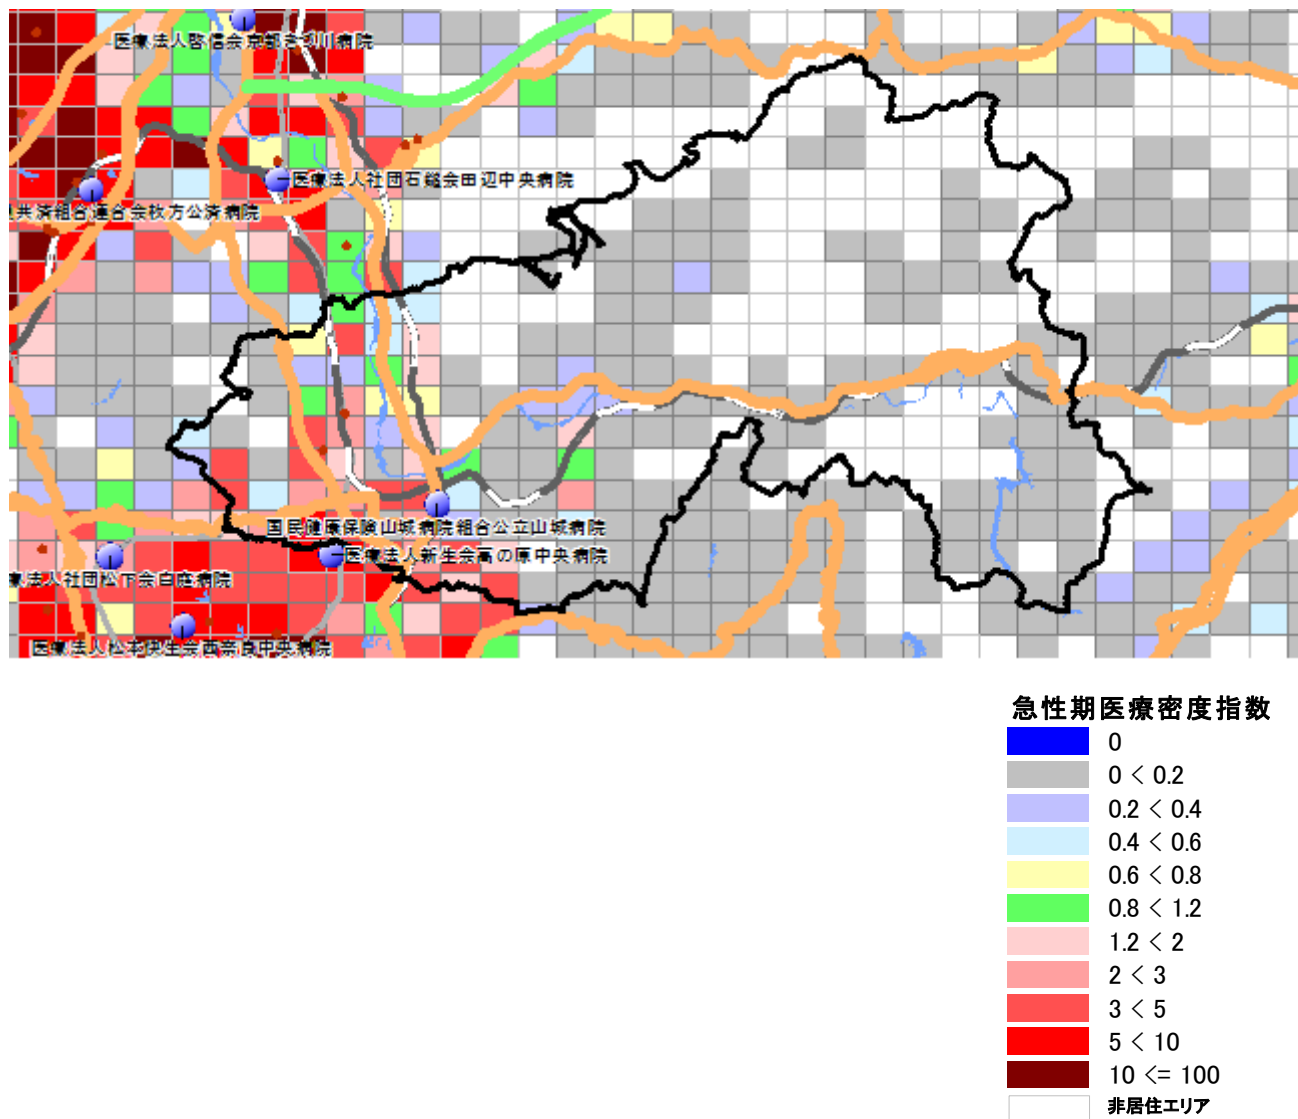 医療法人啓信会京都きづ川病院
医療法人社団石鎚会田辺中央病院
共済組合連合会枚方公済病院
国民健康保険山城病院組合公立山城病院
医療法人新生会高の原中央病院
療法人社団松下会白庭病院
医療法人松本快生会西奈良中央病院
急性期医療密度指数
0
0 < 0.2
0.2 < 0.4
0.4 < 0.6
0.6 < 0.8
0.8 < 1.2
1.2 < 2
2 < 3
3 < 5
5 < 10
10 <= 100
非居住エリア